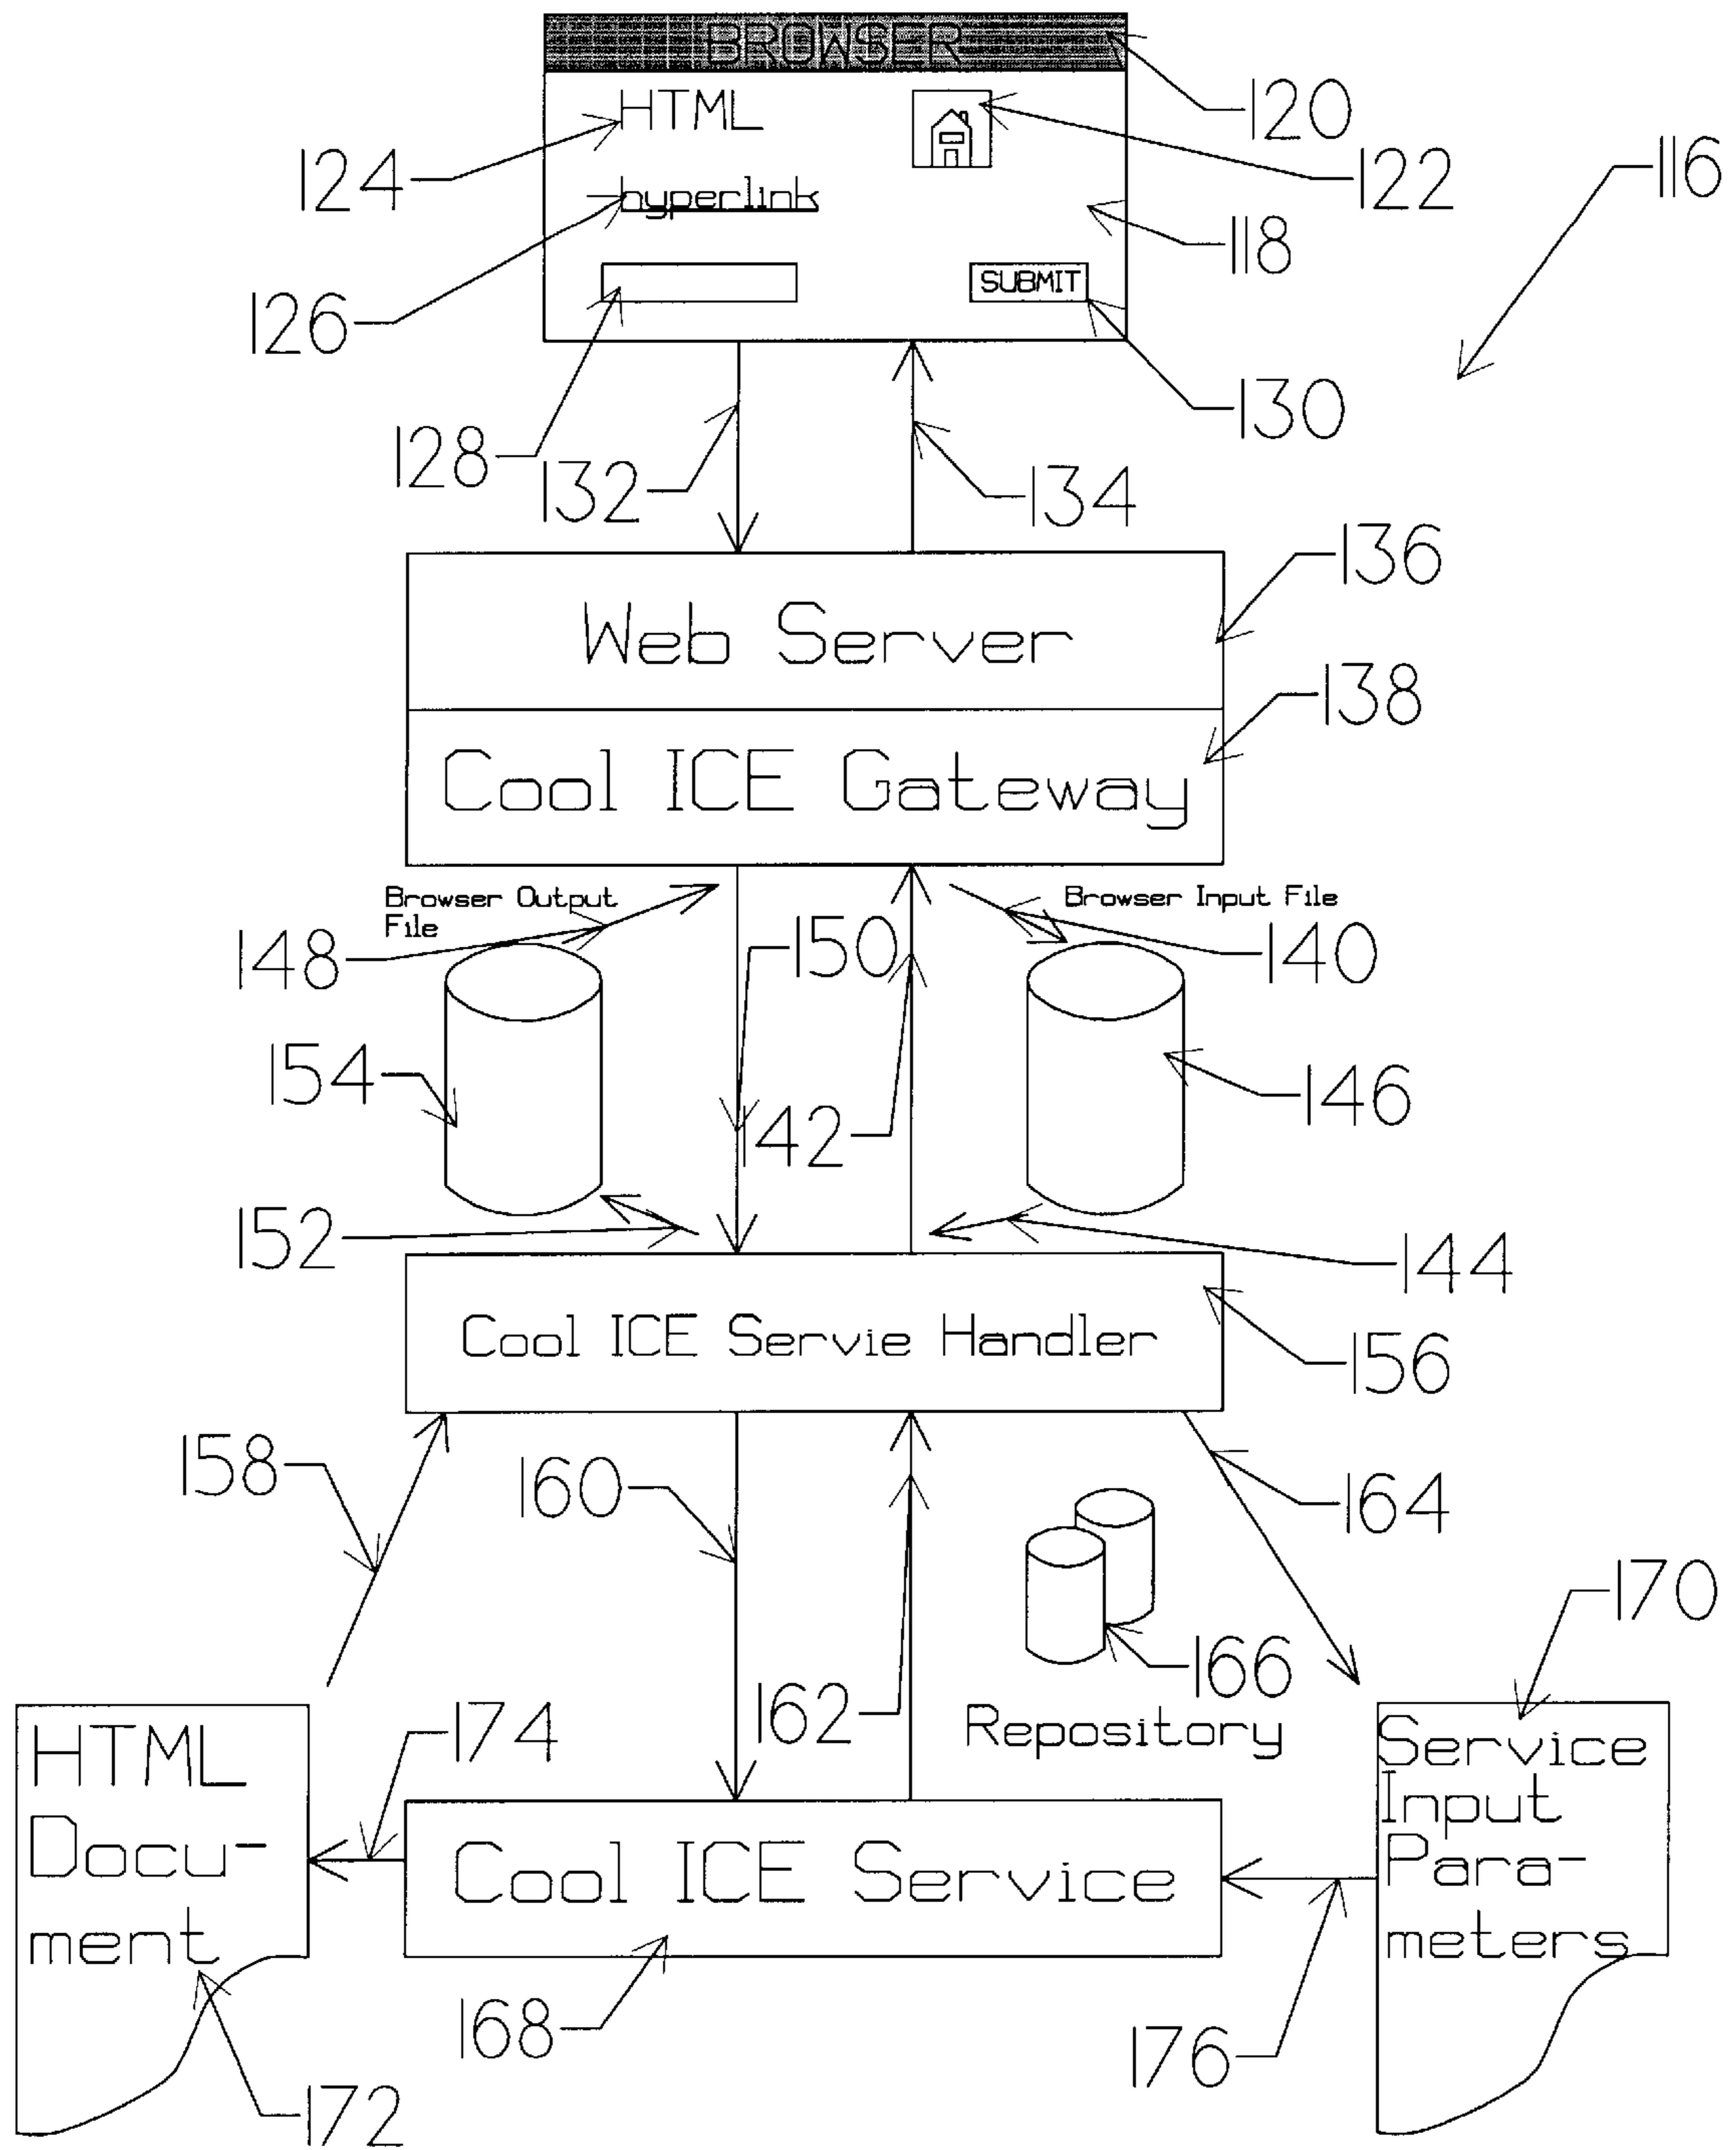 BROWSER
HTML
120
124
122
116
hyperlink
118
126
SUBMIT
130
128
132
134
136
Web Server
138
Cool ICE Gateway
Browser Output
File
Browser Input File
148
150
140
154
146
142
152
144
Cool ICE Servie Handler
156
158
160
164
170
166
162
Repository
174
HTML
Docu-
ment
Service
Input
Para-
meters
Cool ICE Service
168
176
172